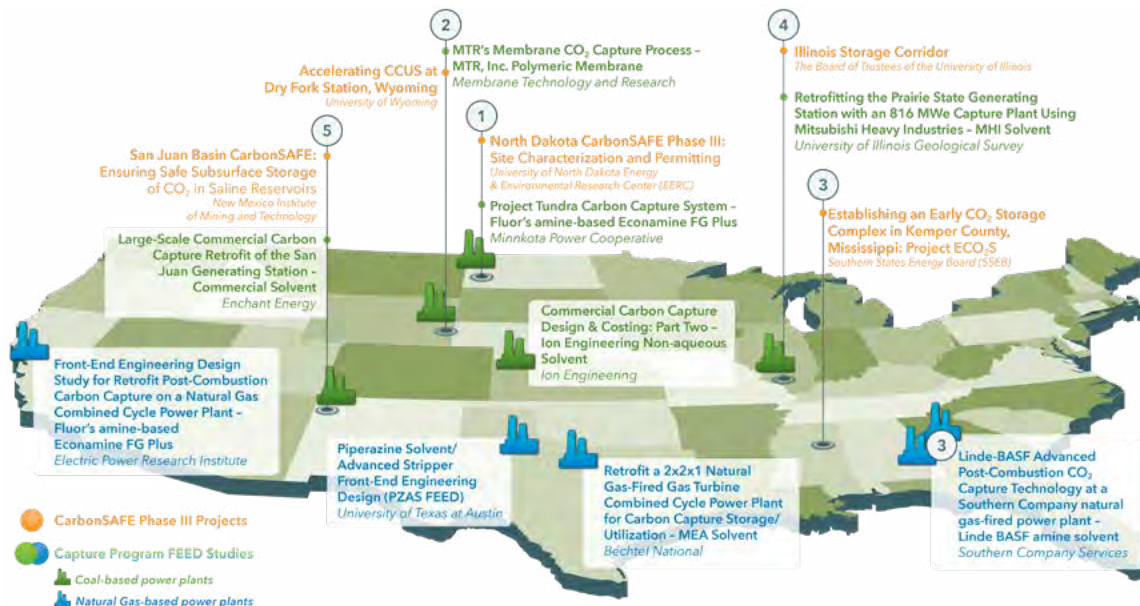 2
MTR's Membrane CO₂ Capture Process –
MTR, Inc. Polymeric Membrane
Membrane Technology and Research
Accelerating CCUS at
Dry Fork Station, Wyoming
University of Wyoming
4
Illinois Storage Corridor
The Board of Trustees of the University of Illinois
Retrofitting the Prairie State Generating
Station with an 816 MWe Capture Plant Using
Mitsubishi Heavy Industries – MHI Solvent
University of Illinois Geological Survey
1
North Dakota CarbonSAFE Phase III:
Site Characterization and Permitting
University of North Dakota Energy
& Environmental Research Center (EERC)
Project Tundra Carbon Capture System –
Fluor's amine-based Econamine FG Plus
Minnkota Power Cooperative
5
San Juan Basin CarbonSAFE:
Ensuring Safe Subsurface Storage
of CO₂ in Saline Reservoirs
New Mexico Institute
of Mining and Technology
Large-Scale Commercial Carbon
Capture Retrofit of the San
Juan Generating Station -
Commercial Solvent
Enchant Energy
3
Establishing an Early CO₂ Storage
Complex in Kemper County,
Mississippi: Project ECO₂S
Southern States Energy Board (SSEB)
Commercial Carbon Capture
Design & Costing: Part Two –
Ion Engineering Non-aqueous
Solvent
Ion Engineering
Front-End Engineering Design
Study for Retrofit Post-Combustion
Carbon Capture on a Natural Gas
Combined Cycle Power Plant –
Fluor's amine-based
Econamine FG Plus
Electric Power Research Institute
Piperazine Solvent/
Advanced Stripper
Front-End Engineering
Design (PZAS FEED)
University of Texas at Austin
Retrofit a 2x2x1 Natural
Gas-Fired Gas Turbine
Combined Cycle Power Plant
for Carbon Capture Storage/
Utilization – MEA Solvent
Bechtel National
3
Linde-BASF Advanced
Post-Combustion CO₂
Capture Technology at a
Southern Company natural
gas-fired power plant –
Linde BASF amine solvent
Southern Company Services
CarbonSAFE Phase III Projects
Capture Program FEED Studies
Coal-based power plants
Natural Gas-based power plants